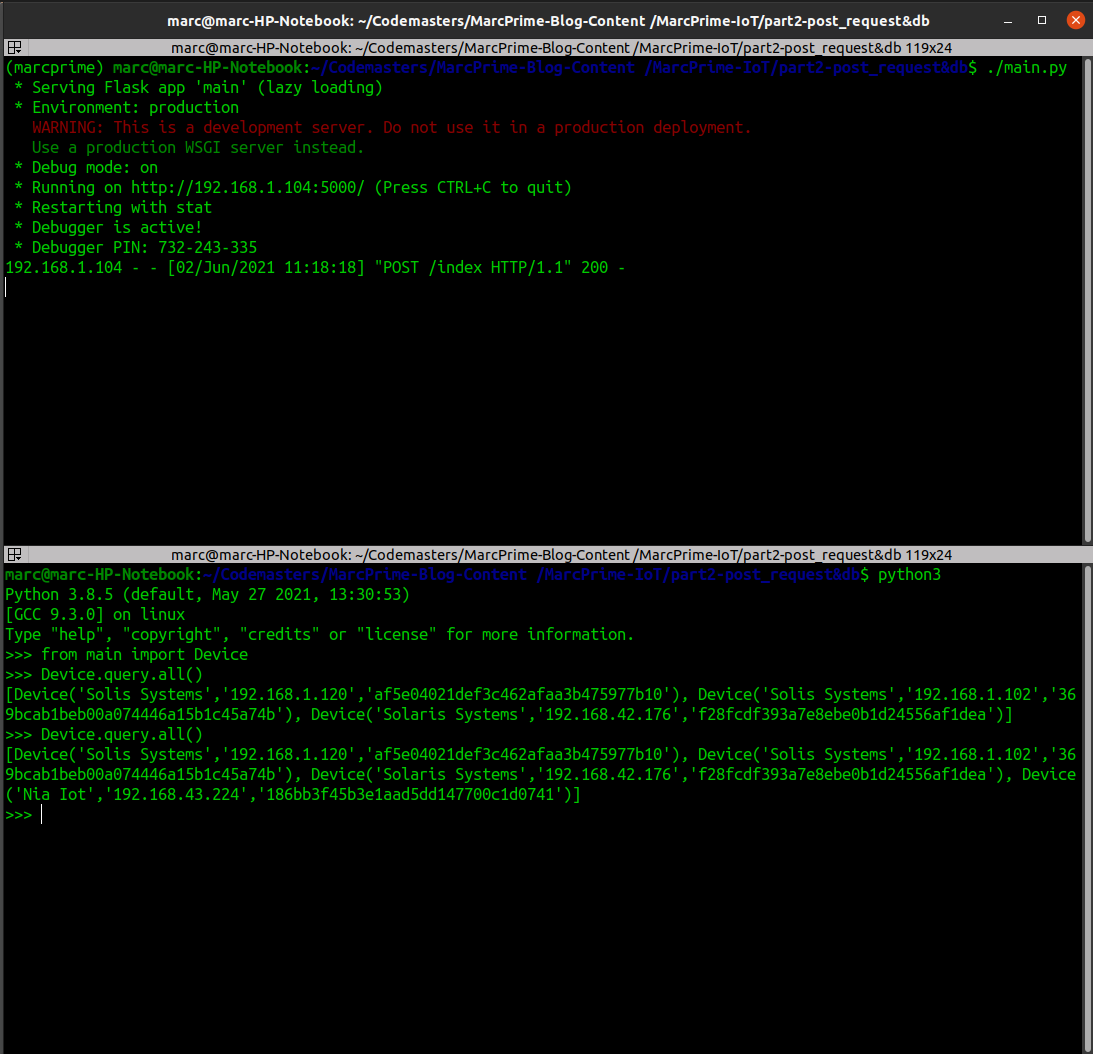 marc@marc-HP-Notebook: ~/Codemasters/MarcPrime-Blog-Content /MarcPrime-IoT/part2-post_request&db
marc@marc-HP-Notebook: ~/Codemasters/MarcPrime-Blog-Content /MarcPrime-IoT/part2-post_request&db 119x24
(marcprime) marc@marc-HP-Notebook:~/Codemasters/MarcPrime-Blog-Content /MarcPrime-IoT/part2-post_request&db$ ./main.py
 * Serving Flask app 'main' (lazy loading)
 * Environment: production
   WARNING: This is a development server. Do not use it in a production deployment.
   Use a production WSGI server instead.
 * Debug mode: on
 * Running on http://192.168.1.104:5000/ (Press CTRL+C to quit)
 * Restarting with stat
 * Debugger is active!
 * Debugger PIN: 732-243-335
192.168.1.104 - - [02/Jun/2021 11:18:18] "POST /index HTTP/1.1" 200 -
marc@marc-HP-Notebook: ~/Codemasters/MarcPrime-Blog-Content /MarcPrime-IoT/part2-post_request&db 119x24
marc@marc-HP-Notebook:~/Codemasters/MarcPrime-Blog-Content /MarcPrime-IoT/part2-post_request&db$ python3
Python 3.8.5 (default, May 27 2021, 13:30:53)
[GCC 9.3.0] on linux
Type "help", "copyright", "credits" or "license" for more information.
>>> from main import Device
>>> Device.query.all()
[Device('Solis Systems','192.168.1.120','af5e04021def3c462afaa3b475977b10'), Device('Solis Systems','192.168.1.102','36
9bcab1beb00a074446a15b1c45a74b'), Device('Solaris Systems','192.168.42.176','f28fcdf393a7e8ebe0b1d24556af1dea')]
>>> Device.query.all()
[Device('Solis Systems','192.168.1.120','af5e04021def3c462afaa3b475977b10'), Device('Solis Systems','192.168.1.102','36
9bcab1beb00a074446a15b1c45a74b'), Device('Solaris Systems','192.168.42.176','f28fcdf393a7e8ebe0b1d24556af1dea'), Device
('Nia Iot','192.168.43.224','186bb3f45b3e1aad5dd147700c1d0741')]
>>>